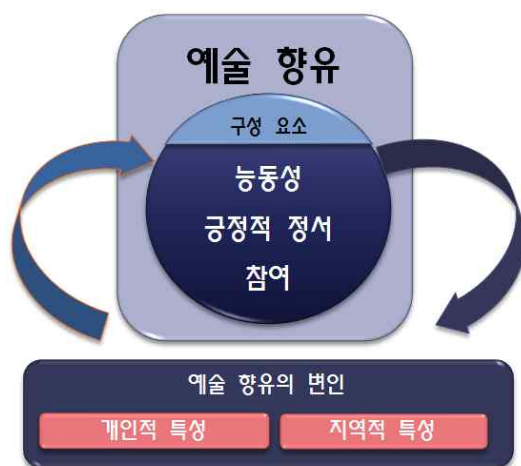 예술 향유
구성 요소
능동성
긍정적 정서
참여
예술 향유의 변인
개인적 특성
지역적 특성